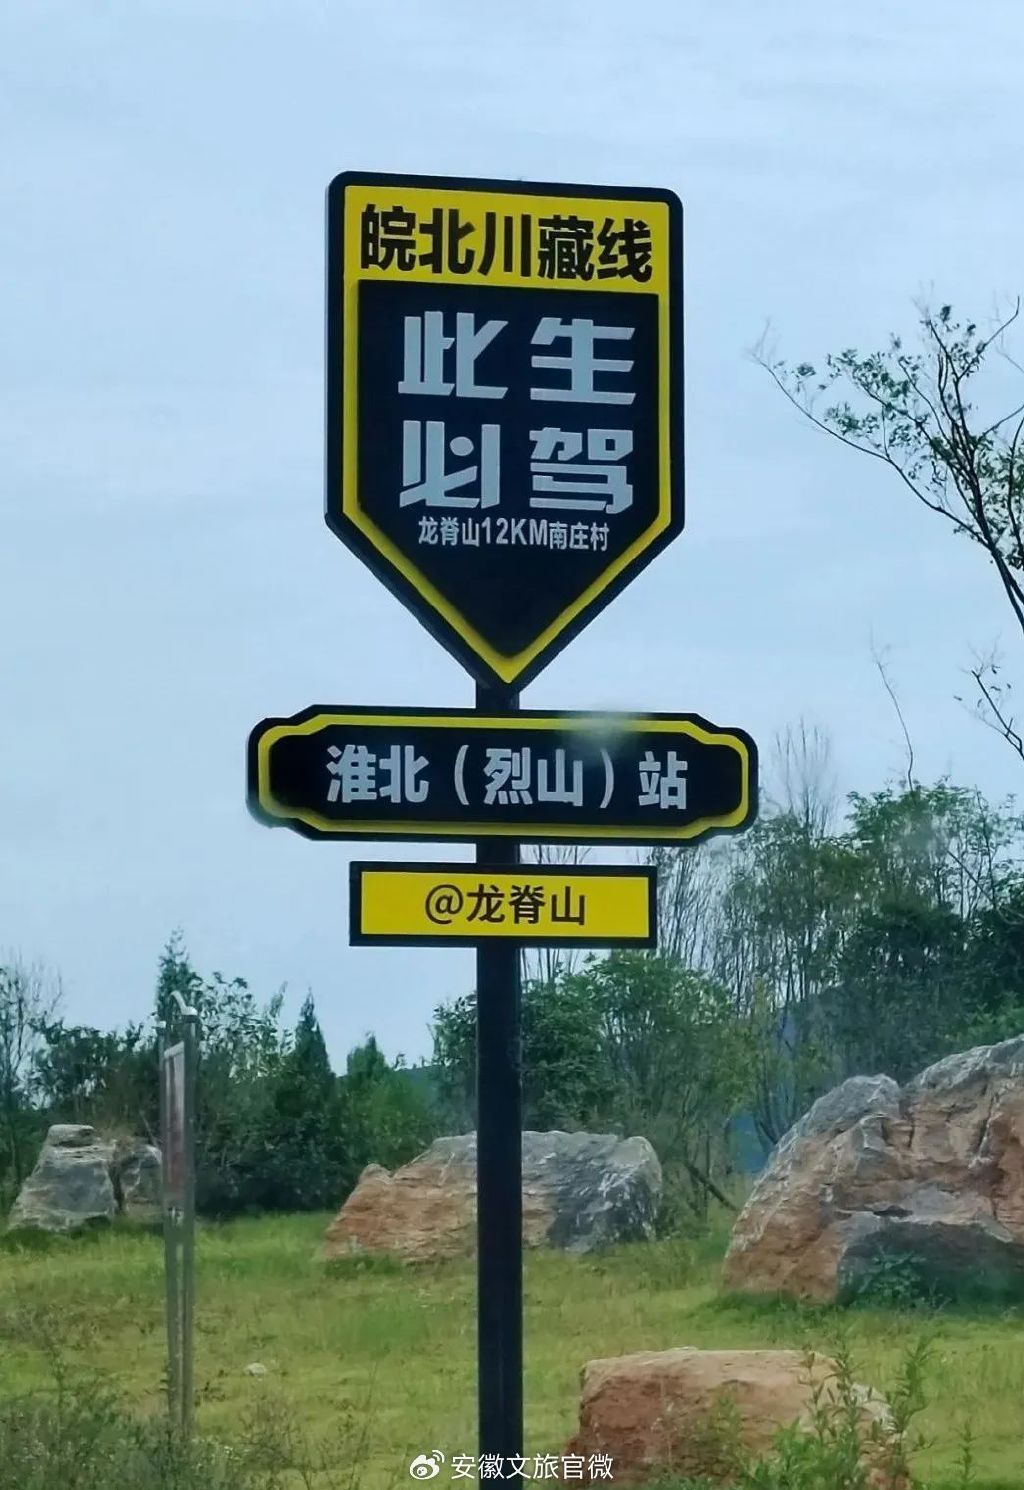 皖北川藏线
此生
必驾
龙脊山12KM南庄村
淮北（烈山）站
@龙脊山
安徽文旅官微